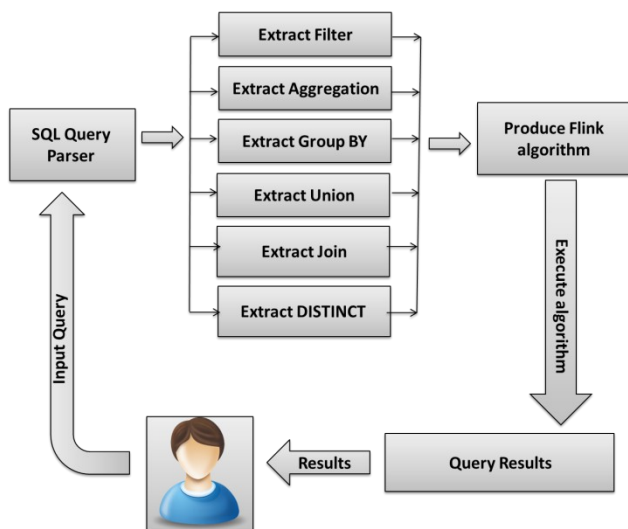 Extract Filter
Extract Aggregation
SQL Query
Parser
Extract Group BY
Produce Flink
algorithm
Extract Union
Extract Join
Extract DISTINCT
Input Query
Execute algorithm
Results
Query Results